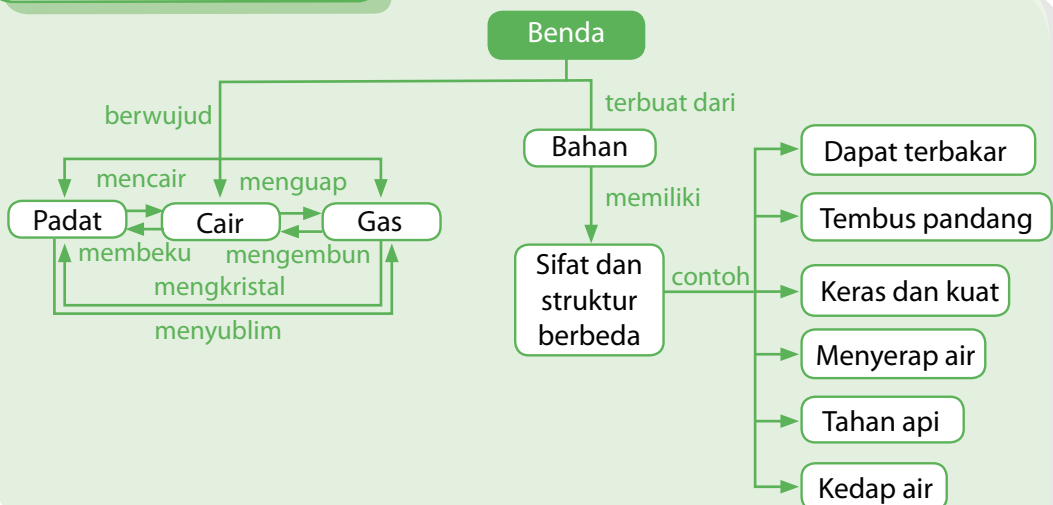 Benda
berwujud
terbuat dari
Bahan
memiliki
mencair
menguap
Padat
Cair
Gas
membeku
mengembun
mengkristal
menyublim
Sifat dan
struktur
berbeda
contoh
Dapat terbakar
Tembus pandang
Keras dan kuat
Menyerap air
Tahan api
Kedap air